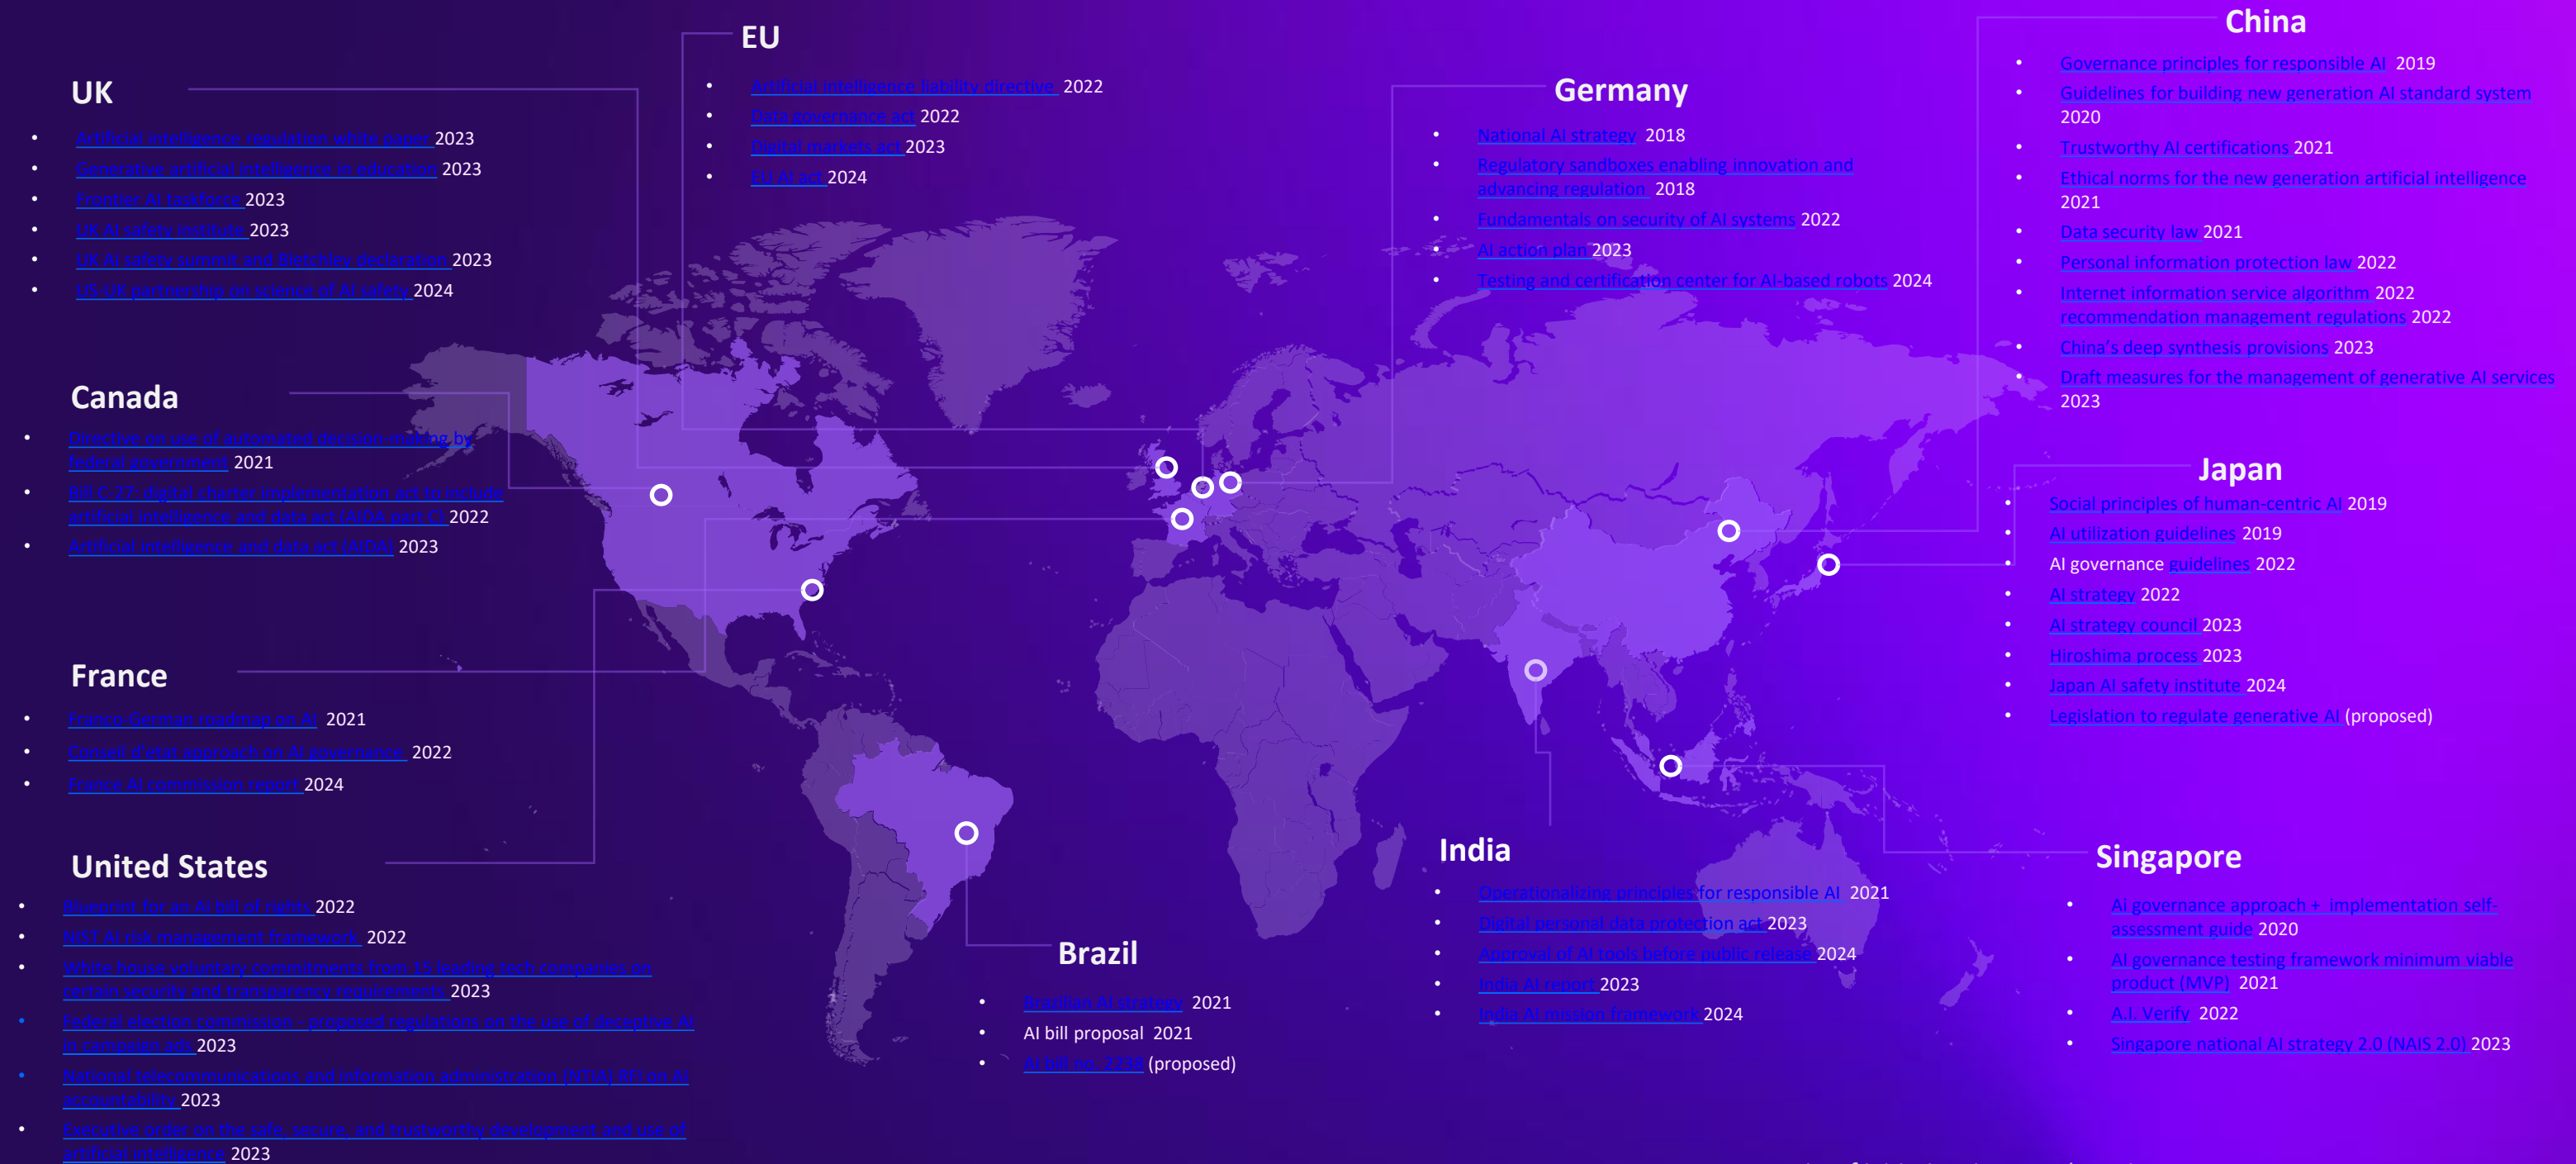 UK
• Artificial intelligence regulation white paper 2023
• Generative artificial intelligence in education 2023
• Frontier AI taskforce 2023
• UK AI safety institute 2023
• UK AI safety summit and Bletchley declaration 2023
• US-UK partnership on science of AI safety 2024
EU
• Artificial intelligence liability directive 2022
• Data governance act 2022
• Digital markets act 2023
• EU AI act 2024
Germany
• National AI strategy 2018
• Regulatory sandboxes enabling innovation and
advancing regulation 2018
• Fundamentals on security of AI systems 2022
• AI action plan 2023
• Testing and certification center for AI-based robots 2024
China
• Governance principles for responsible AI 2019
• Guidelines for building new generation AI standard system
2020
• Trustworthy AI certifications 2021
• Ethical norms for the new generation artificial intelligence
2021
• Data security law 2021
• Personal information protection law 2022
• Internet information service algorithm 2022
recommendation management regulations 2022
• China's deep synthesis provisions 2023
• Draft measures for the management of generative AI services
2023
Canada
• Directive on use of automated decision-making by
federal government 2021
• Bill C-27: digital charter implementation act to include
artificial intelligence and data act (AIDA part C) 2022
• Artificial intelligence and data act (AIDA) 2023
Japan
• Social principles of human-centric AI 2019
• AI utilization guidelines 2019
• AI governance guidelines 2022
• AI strategy 2022
• AI strategy council 2023
• Hiroshima process 2023
• Japan AI safety institute 2024
• Legislation to regulate generative AI (proposed)
France
• Franco-German roadmap on AI 2021
• Conseil d'etat approach on AI governance 2022
• France AI commission report 2024
United States
• Blueprint for an AI bill of rights 2022
• NIST AI risk management framework 2022
• White house voluntary commitments from 15 leading tech companies on
certain security and transparency requirements 2023
• Federal election commission - proposed regulations on the use of deceptive AI
in campaign ads 2023
• National telecommunications and information administration (NTIA) RFI on AI
accountability 2023
• Executive order on the safe, secure, and trustworthy development and use of
artificial intelligence 2023
Brazil
• Brazilian AI strategy 2021
• AI bill proposal 2021
• AI bill no. 2238 (proposed)
India
• Operationalizing principles for responsible AI 2021
• Digital personal data protection act 2023
• Approval of AI tools before public release 2024
• India AI report 2023
• India AI mission framework 2024
Singapore
• Ai governance approach + implementation self-
assessment guide 2020
• AI governance testing framework minimum viable
product (MVP) 2021
• A.I. Verify 2022
• Singapore national AI strategy 2.0 (NAIS 2.0) 2023